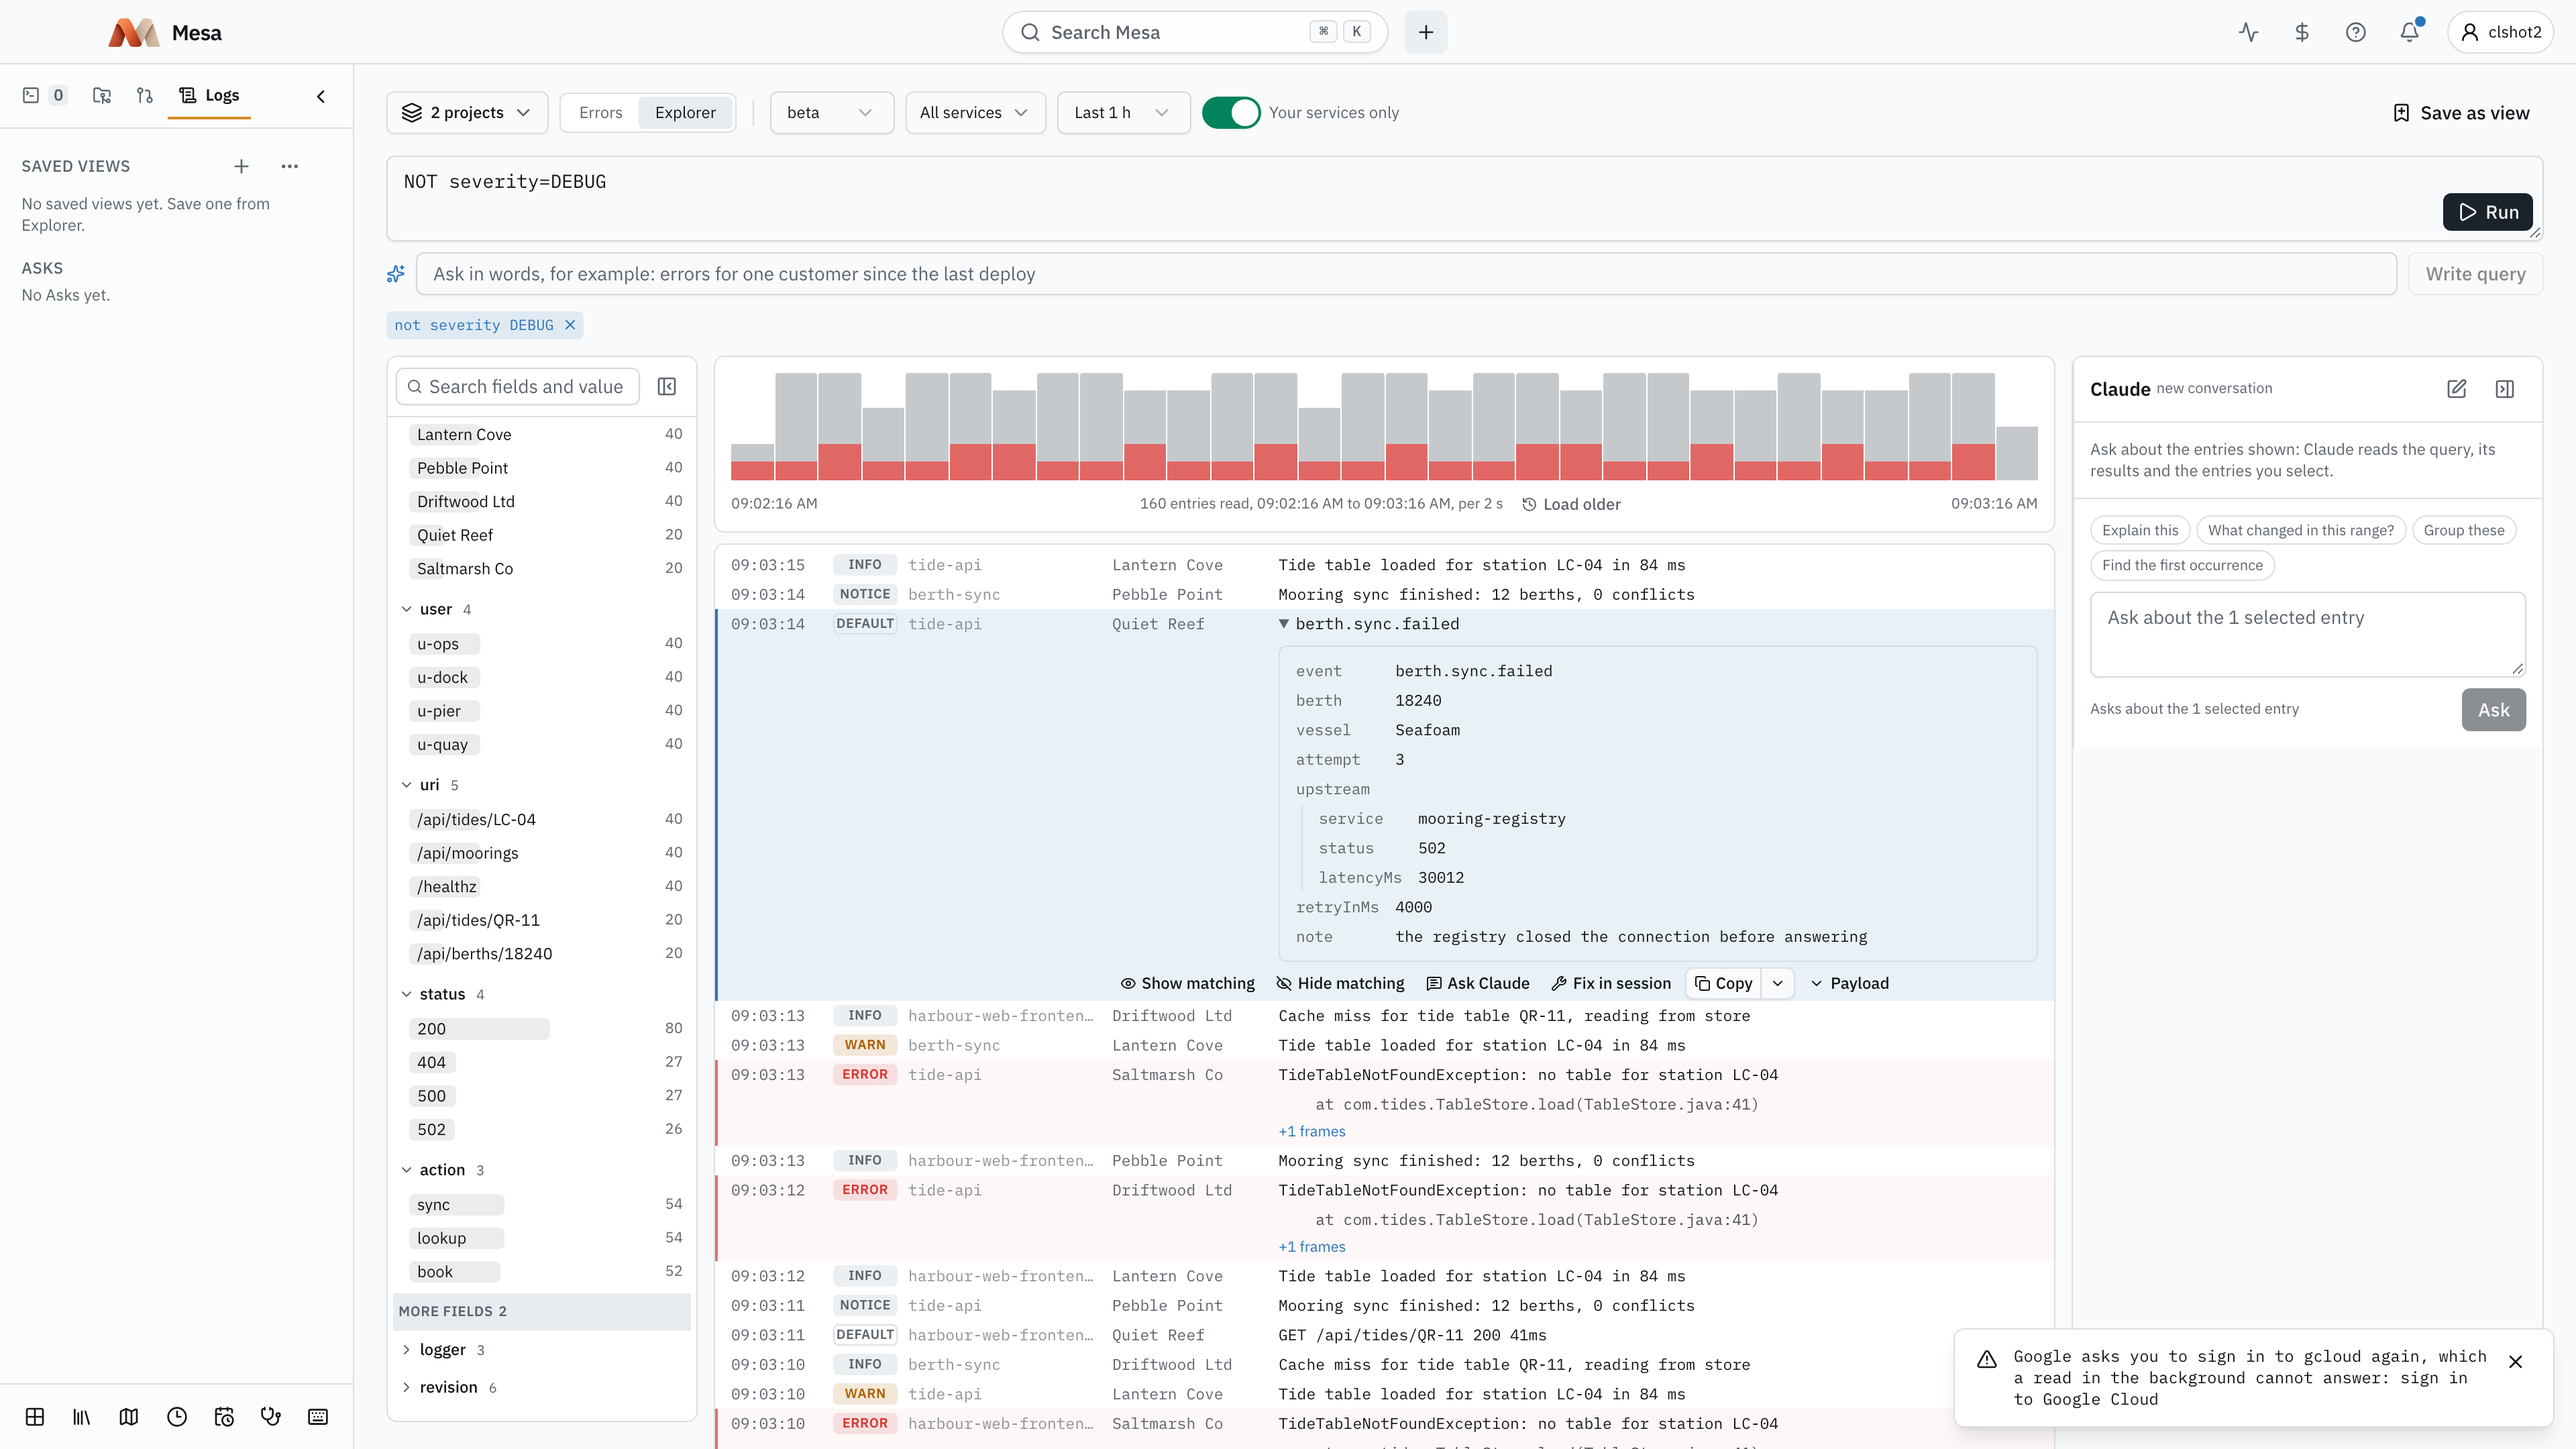 Mesa
Search Mesa
⌘ K
clshot2
0
Logs
SAVED VIEWS
No saved views yet. Save one from
Explorer.
ASKS
No Asks yet.
2 projects
Errors
Explorer
beta
All services
Last 1 h
Your services only
Save as view
NOT severity=DEBUG
Run
Ask in words, for example: errors for one customer since the last deploy
Write query
not severity DEBUG
Search fields and value
Lantern Cove 40
Pebble Point 40
Driftwood Ltd 40
Quiet Reef 20
Saltmarsh Co 20
user 4
u-ops 40
u-dock 40
u-pier 40
u-quay 40
uri 5
/api/tides/LC-04 40
/api/moorings 40
/healthz 40
/api/tides/QR-11 20
/api/berths/18240 20
status 4
200 80
404 27
500 27
502 26
action 3
sync 54
lookup 54
book 52
MORE FIELDS 2
logger 3
revision 6
09:02:16 AM
160 entries read, 09:02:16 AM to 09:03:16 AM, per 2 s
Load older
09:03:16 AM
09:03:15 INFO tide-api Lantern Cove Tide table loaded for station LC-04 in 84 ms
09:03:14 NOTICE berth-sync Pebble Point Mooring sync finished: 12 berths, 0 conflicts
09:03:14 DEFAULT tide-api Quiet Reef berth.sync.failed
event berth.sync.failed
berth 18240
vessel Seafoam
attempt 3
upstream
service mooring-registry
status 502
latencyMs 30012
retryInMs 4000
note the registry closed the connection before answering
Show matching
Hide matching
Ask Claude
Fix in session
Copy
Payload
09:03:13 INFO harbour-web-fronten… Driftwood Ltd Cache miss for tide table QR-11, reading from store
09:03:13 WARN berth-sync Lantern Cove Tide table loaded for station LC-04 in 84 ms
09:03:13 ERROR tide-api Saltmarsh Co TideTableNotFoundException: no table for station LC-04
at com.tides.TableStore.load(TableStore.java:41)
+1 frames
09:03:13 INFO harbour-web-fronten… Pebble Point Mooring sync finished: 12 berths, 0 conflicts
09:03:12 ERROR tide-api Driftwood Ltd TideTableNotFoundException: no table for station LC-04
at com.tides.TableStore.load(TableStore.java:41)
+1 frames
09:03:12 INFO harbour-web-fronten… Lantern Cove Tide table loaded for station LC-04 in 84 ms
09:03:11 NOTICE tide-api Pebble Point Mooring sync finished: 12 berths, 0 conflicts
09:03:11 DEFAULT harbour-web-fronten… Quiet Reef GET /api/tides/QR-11 200 41ms
09:03:10 INFO berth-sync Driftwood Ltd Cache miss for tide table QR-11, reading from store
09:03:10 WARN tide-api Lantern Cove Tide table loaded for station LC-04 in 84 ms
09:03:10 ERROR harbour-web-fronten… Saltmarsh Co TideTableNotFoundException: no table for station LC-04
Claude new conversation
Ask about the entries shown: Claude reads the query, its
results and the entries you select.
Explain this
What changed in this range?
Group these
Find the first occurrence
Ask about the 1 selected entry
Asks about the 1 selected entry
Ask
Google asks you to sign in to gcloud again, which
a read in the background cannot answer: sign in
to Google Cloud